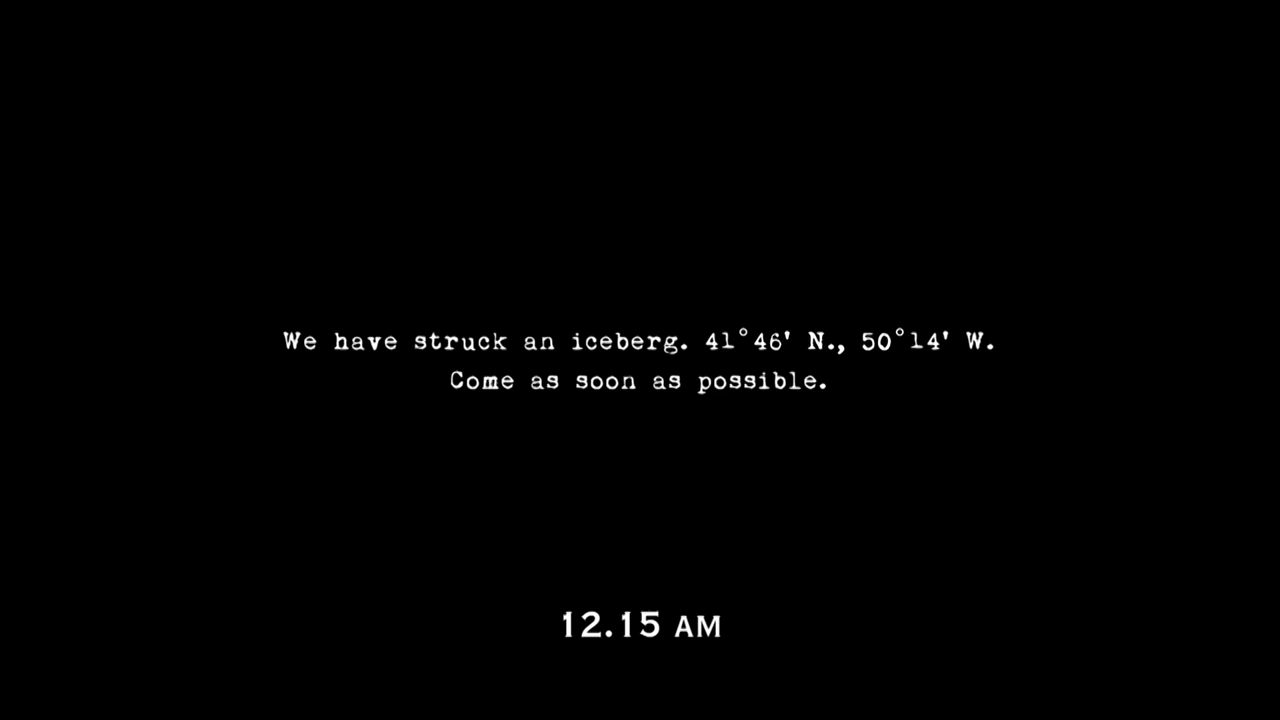 We have struck an iceberg. 41°46' N., 50°14' W.
Come as soon as possible.
12.15 AM